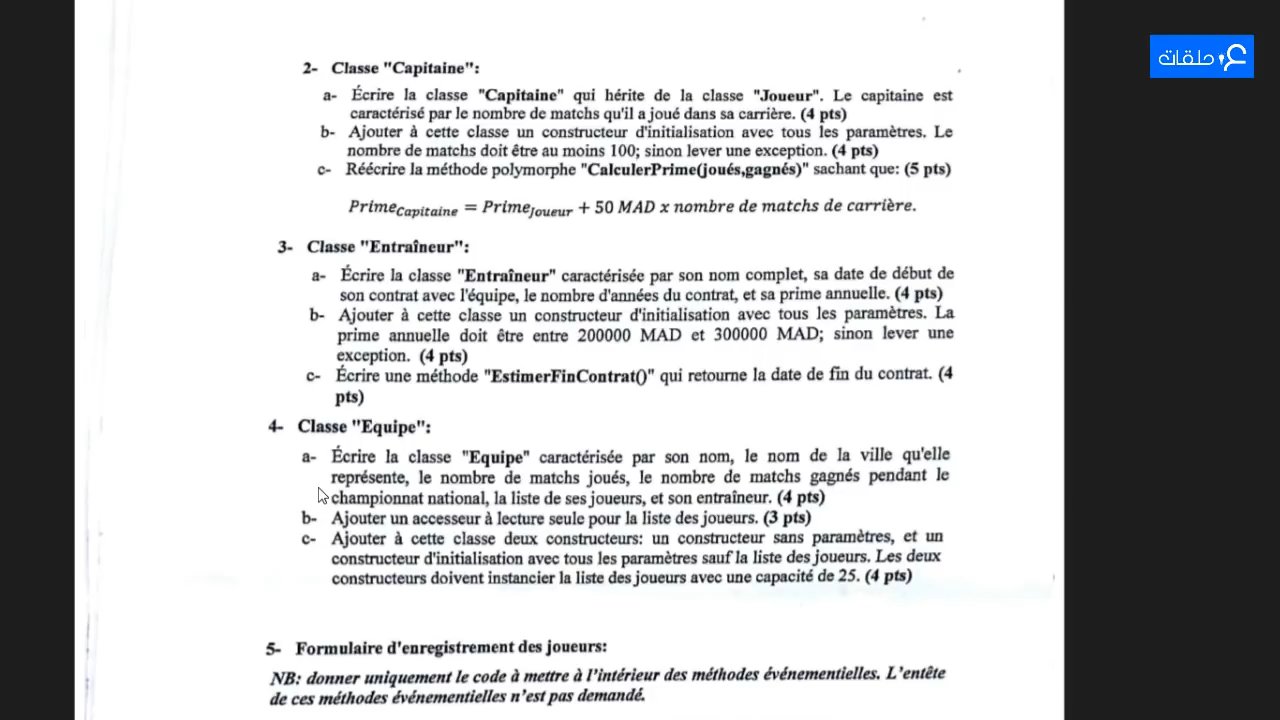 حلقات
2- Classe "Capitaine":
a- Écrire la classe "Capitaine" qui hérite de la classe "Joueur". Le capitaine est
caractérisé par le nombre de matchs qu'il a joué dans sa carrière. (4 pts)
b- Ajouter à cette classe un constructeur d'initialisation avec tous les paramètres. Le
nombre de matchs doit être au moins 100; sinon lever une exception. (4 pts)
c- Réécrire la méthode polymorphe "CalculerPrime(joués,gagnés)" sachant que: (5 pts)
Prime_Capitaine = Prime_Joueur + 50 MAD x nombre de matchs de carrière.
3- Classe "Entraîneur":
a- Écrire la classe "Entraîneur" caractérisée par son nom complet, sa date de début de
son contrat avec l'équipe, le nombre d'années du contrat, et sa prime annuelle. (4 pts)
b- Ajouter à cette classe un constructeur d'initialisation avec tous les paramètres. La
prime annuelle doit être entre 200000 MAD et 300000 MAD; sinon lever une
exception. (4 pts)
c- Écrire une méthode "EstimerFinContrat()" qui retourne la date de fin du contrat. (4
pts)
4- Classe "Equipe":
a- Écrire la classe "Equipe" caractérisée par son nom, le nom de la ville qu'elle
représente, le nombre de matchs joués, le nombre de matchs gagnés pendant le
championnat national, la liste de ses joueurs, et son entraîneur. (4 pts)
b- Ajouter un accesseur à lecture seule pour la liste des joueurs. (3 pts)
c- Ajouter à cette classe deux constructeurs: un constructeur sans paramètres, et un
constructeur d'initialisation avec tous les paramètres sauf la liste des joueurs. Les deux
constructeurs doivent instancier la liste des joueurs avec une capacité de 25. (4 pts)
5- Formulaire d'enregistrement des joueurs:
NB: donner uniquement le code à mettre à l'intérieur des méthodes événementielles. L'entête
de ces méthodes événementielles n'est pas demandé.